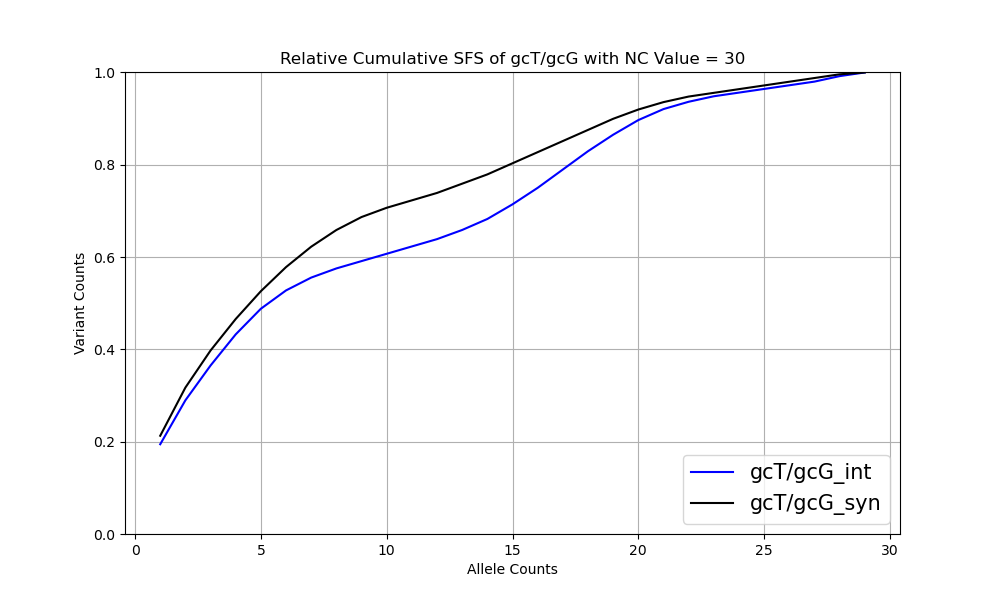 Relative Cumulative SFS of gcT/gcG with NC Value = 30
1.0
0.8
0.6
0.4
0.2
0.0
Variant Counts
0 5 10 15 20 25 30
Allele Counts
gcT/gcG_int
gcT/gcG_syn